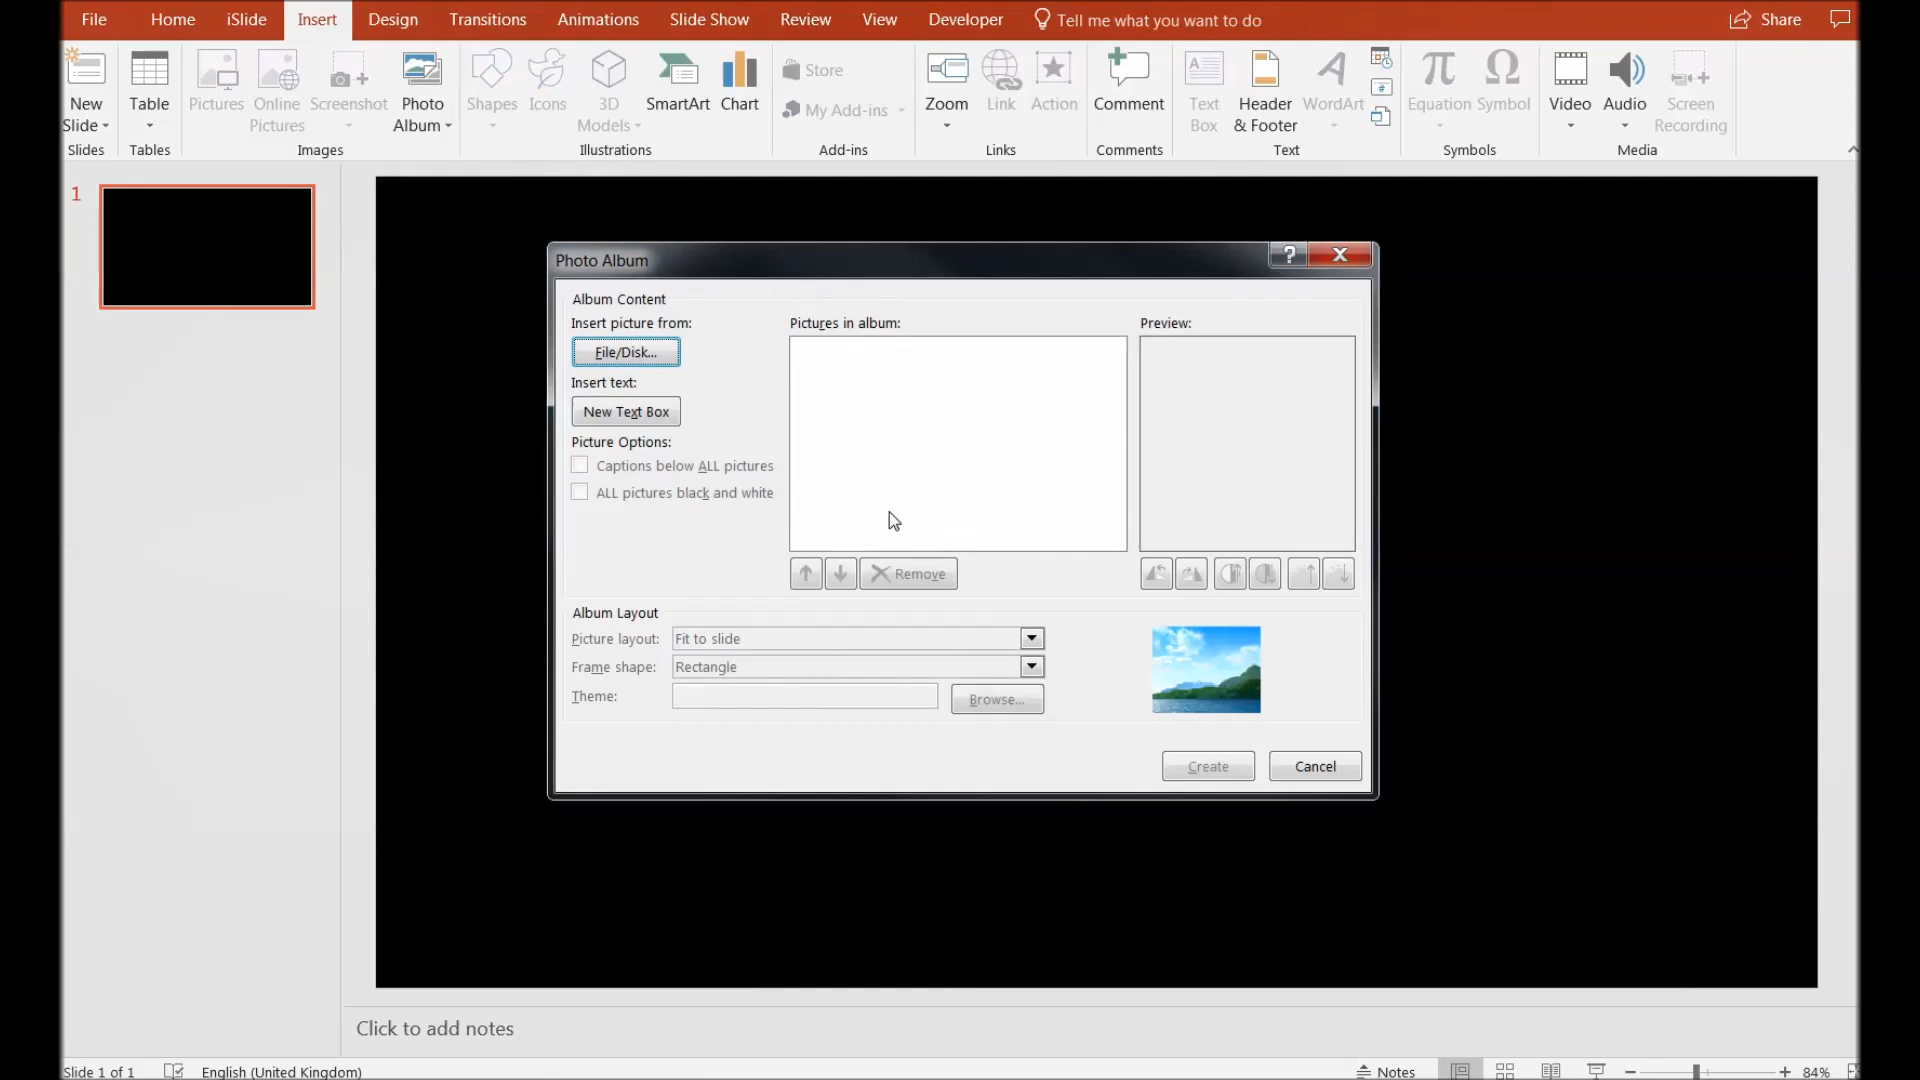 File Home iSlide Insert Design Transitions Animations Slide Show Review View Developer Tell me what you want to do Share
New Slide Table Pictures Online Pictures Screenshot Photo Album Shapes Icons 3D Models SmartArt Chart Store My Add-ins Zoom Link Action Comment Text Box Header & Footer WordArt Equation Symbol Video Audio Screen Recording
Slides Tables Images Illustrations Add-ins Links Comments Text Symbols Media
1
Photo Album
Album Content
Insert picture from: Pictures in album: Preview:
File/Disk...
Insert text:
New Text Box
Picture Options:
Captions below ALL pictures
ALL pictures black and white
Remove
Album Layout
Picture layout: Fit to slide
Frame shape: Rectangle
Theme: Browse...
Create Cancel
Click to add notes
Slide 1 of 1 English (United Kingdom) Notes 84%